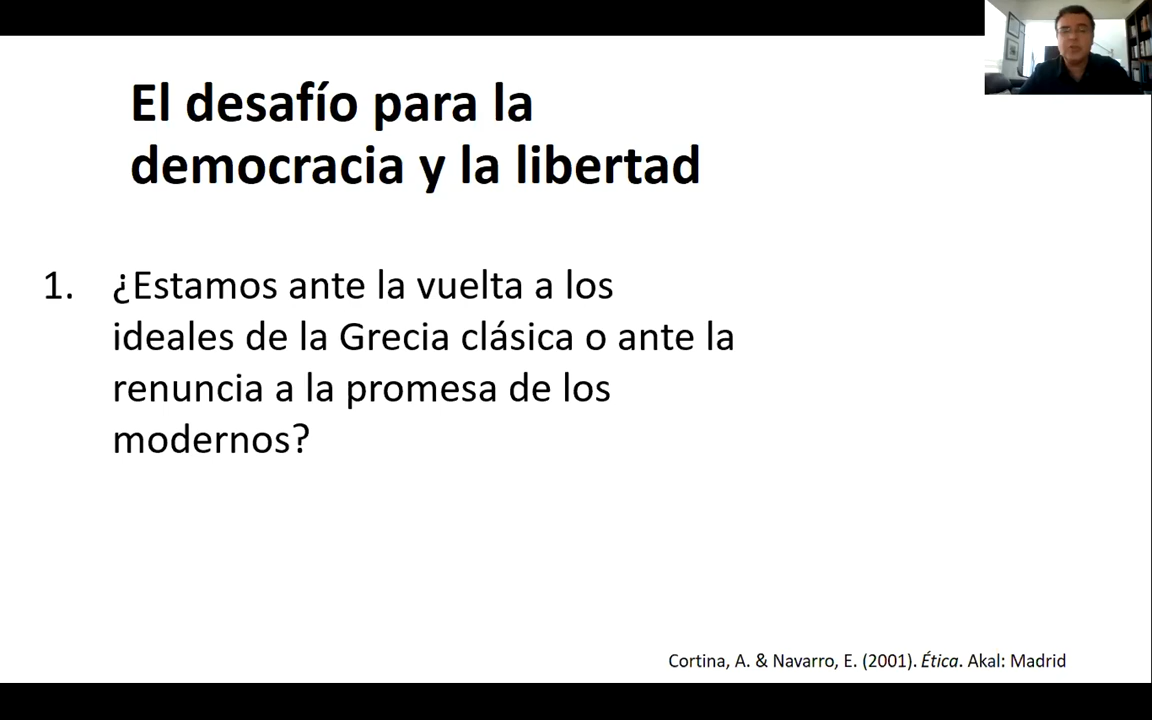 El desafío para la
democracia y la libertad
1. ¿Estamos ante la vuelta a los
ideales de la Grecia clásica o ante la
renuncia a la promesa de los
modernos?
Cortina, A. & Navarro, E. (2001). Ética. Akal: Madrid